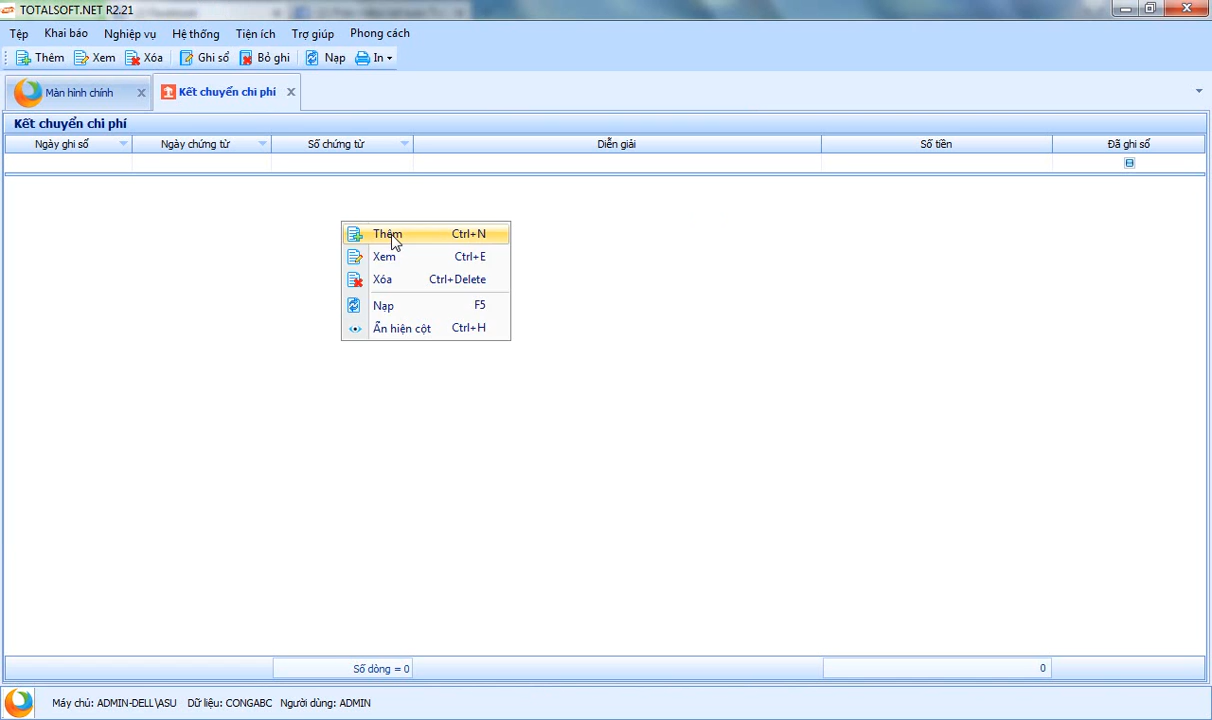 TOTALSOFT.NET R2.21
Tệp Khai báo Nghiệp vụ Hệ thống Tiện ích Trợ giúp Phong cách
Thêm Xem Xóa Ghi sổ Bỏ ghi Nạp In
Màn hình chính Kết chuyển chi phí
Kết chuyển chi phí
Ngày ghi sổ Ngày chứng từ Số chứng từ Diễn giải Số tiền Đã ghi sổ
Thêm Ctrl+N
Xem Ctrl+E
Xóa Ctrl+Delete
Nạp F5
Ẩn hiện cột Ctrl+H
Số dòng = 0 0
Máy chủ: ADMIN-DELL\ASU Dữ liệu: CONGABC Người dùng: ADMIN